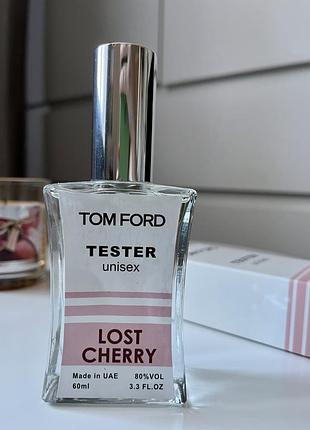 TOM FORD
TESTER
unisex
LOST
CHERRY
Made in UAE 80%VOL
60ml 3.3 FL.OZ